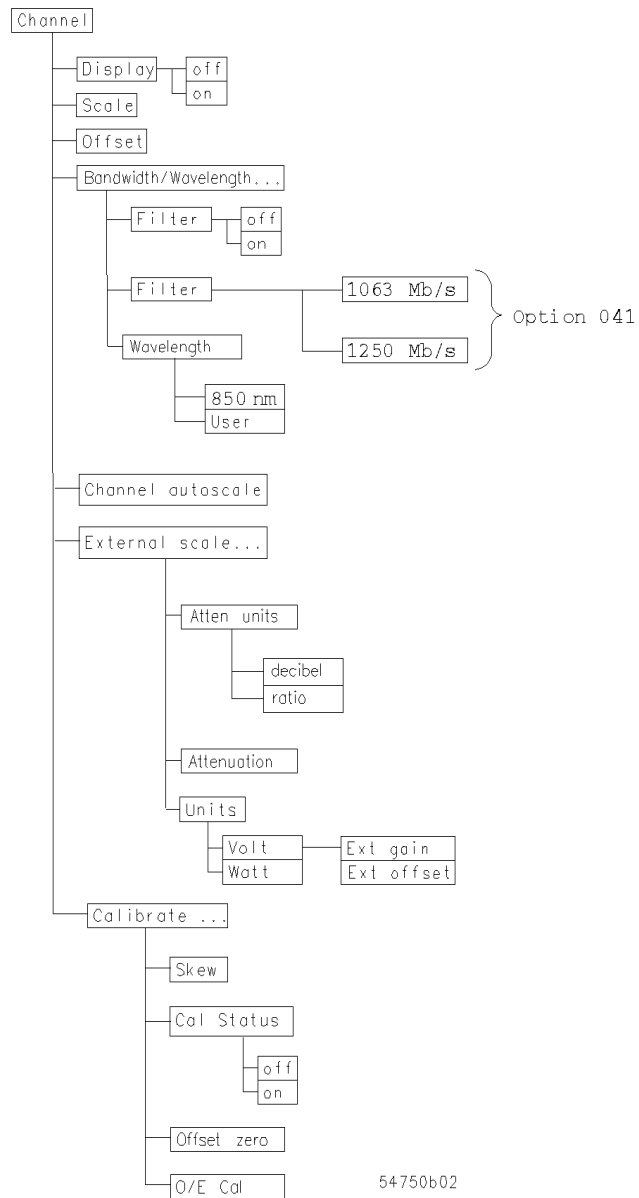 Channel
Display
off
on
Scale
Offset
Bandwidth/Wavelength...
Filter
off
on
Filter
1063 Mb/s
1250 Mb/s
Option 041
Wavelength
850 nm
User
Channel autoscale
External scale...
Atten units
decibel
ratio
Attenuation
Units
Volt
Watt
Ext gain
Ext offset
Calibrate ...
Skew
Cal Status
off
on
Offset zero
O/E Cal
54750b02